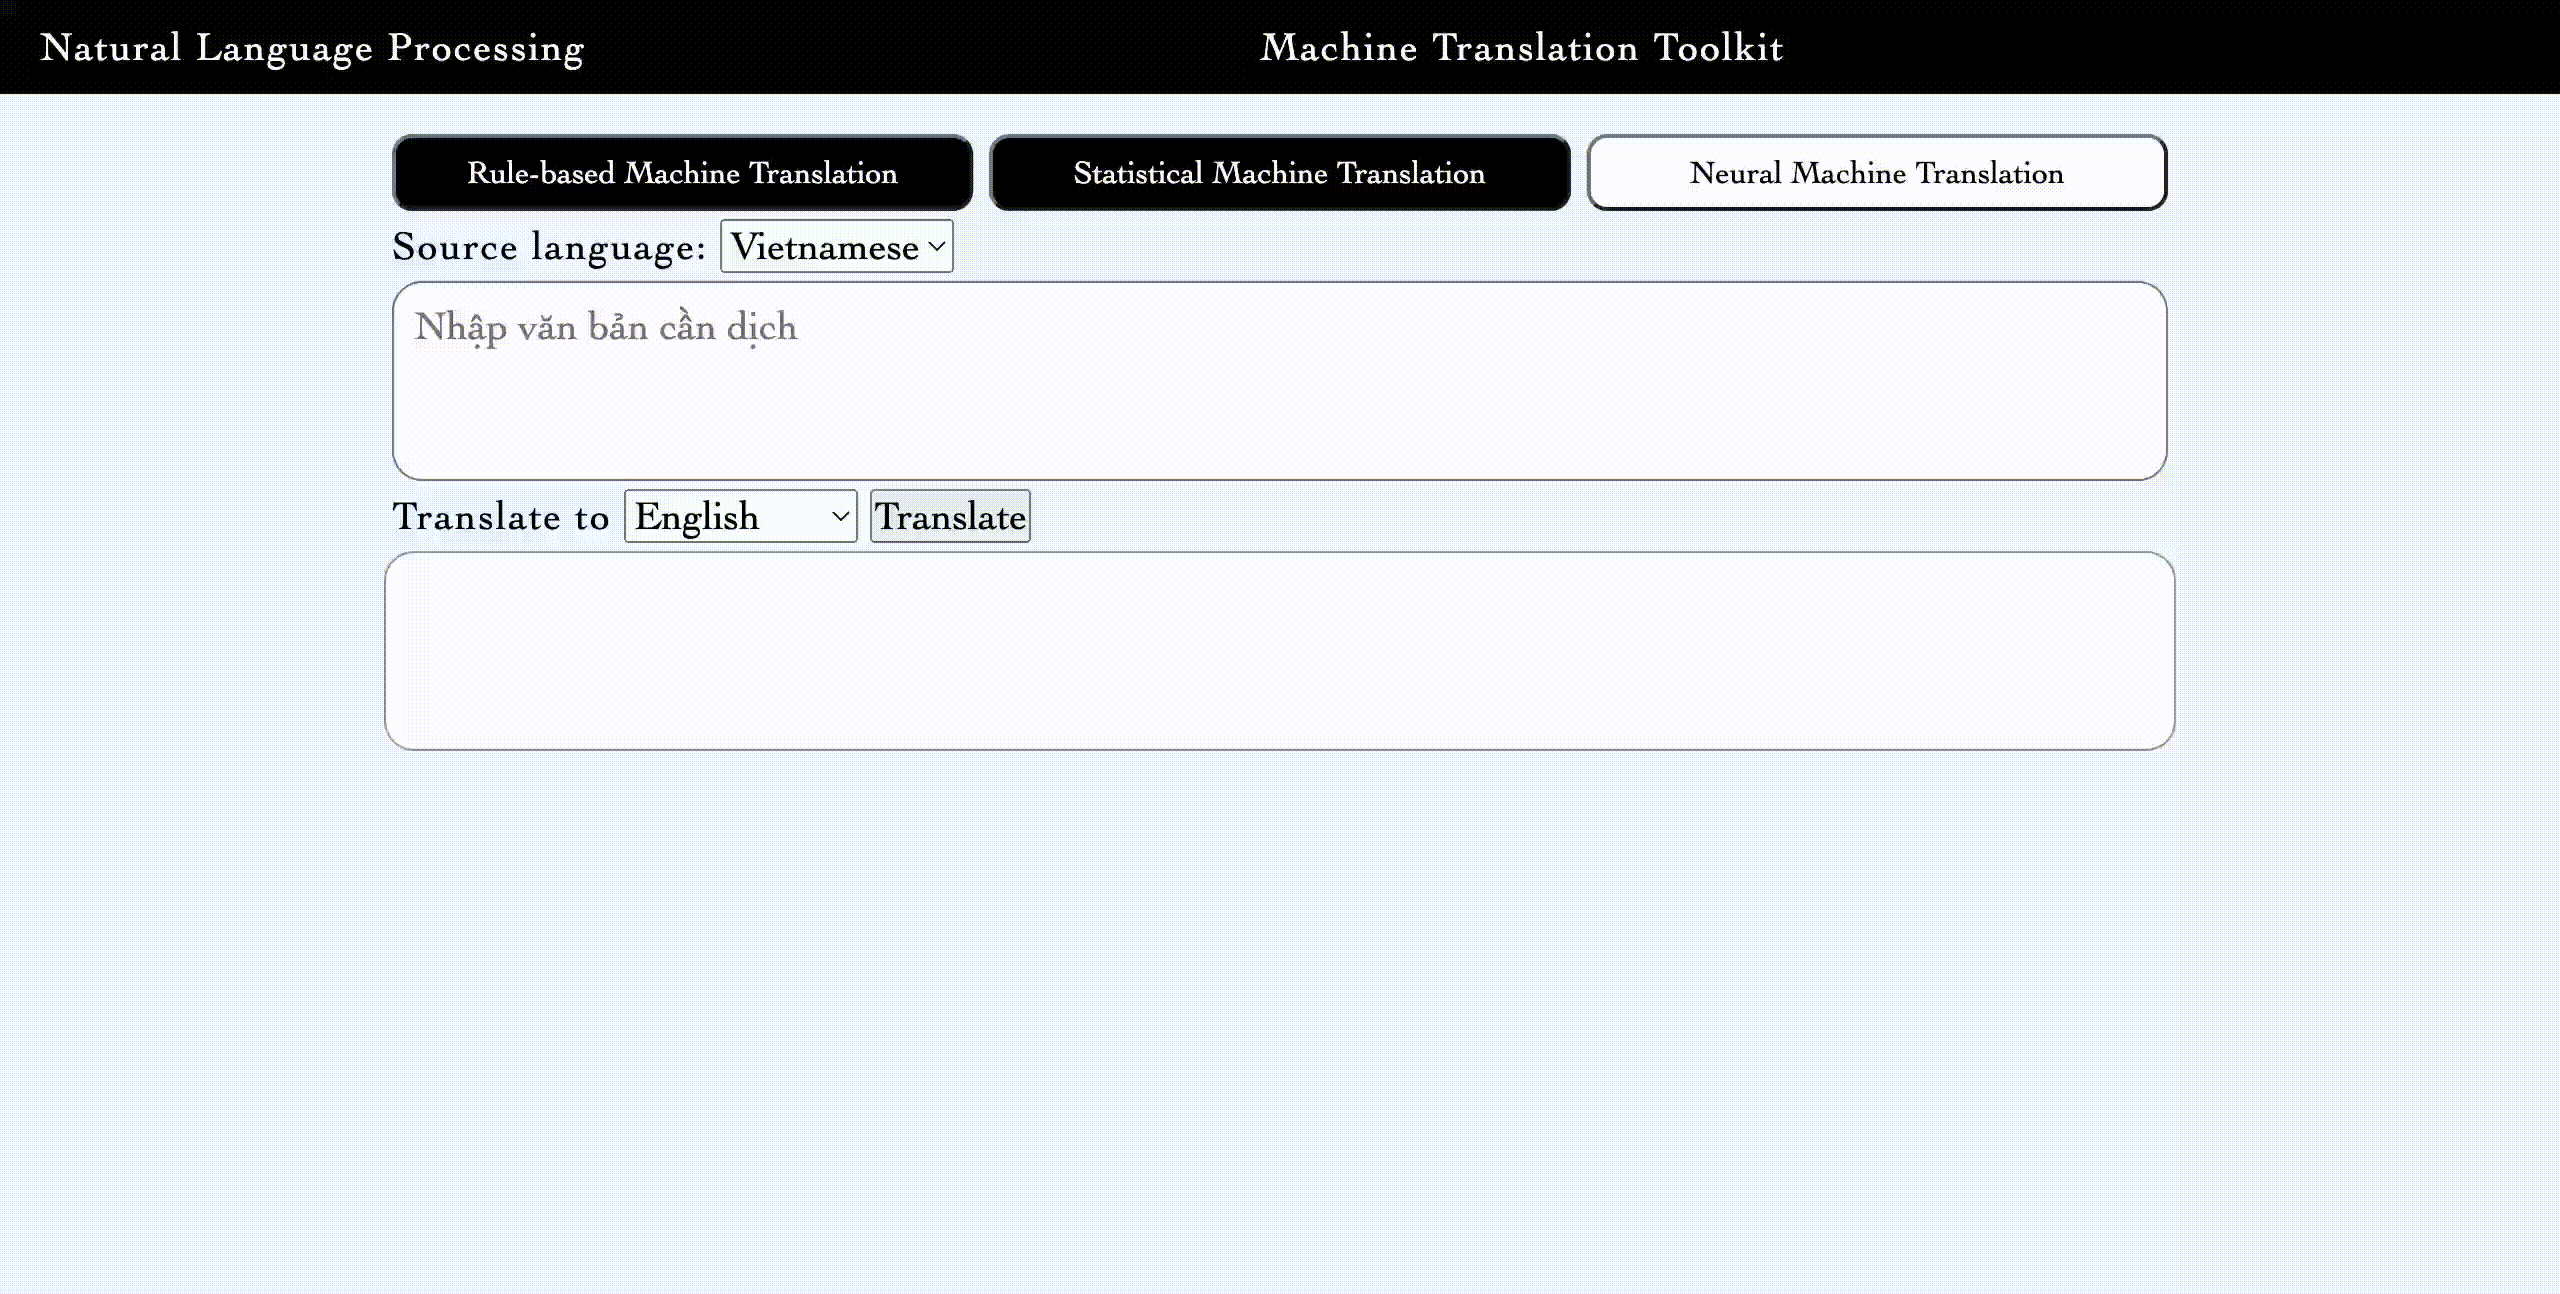 Natural Language Processing Machine Translation Toolkit
Rule-based Machine Translation Statistical Machine Translation Neural Machine Translation
Source language: Vietnamese
Nhập văn bản cần dịch
Translate to English Translate